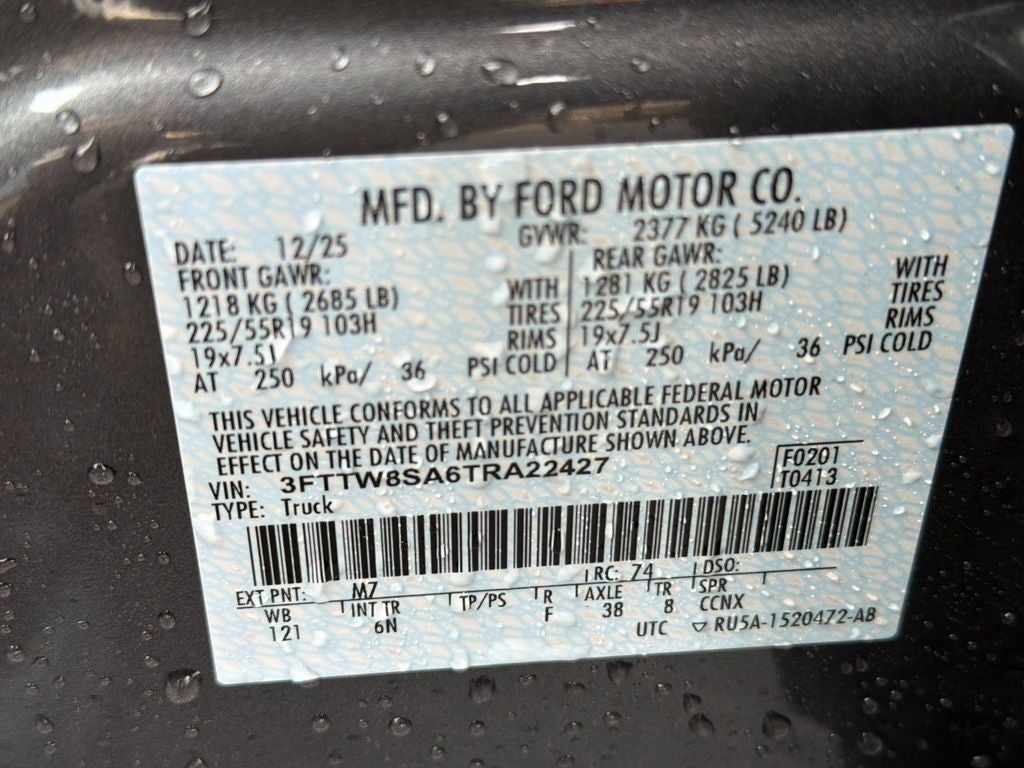 MFD. BY FORD MOTOR CO.
DATE: 12/25 GVWR: 2377 KG ( 5240 LB)
FRONT GAWR: REAR GAWR:
1218 KG ( 2685 LB) WITH 1281 KG ( 2825 LB) WITH
225/55R19 103H TIRES 225/55R19 103H TIRES
19x7.5J RIMS 19x7.5J RIMS
AT 250 kPa/ 36 PSI COLD AT 250 kPa/ 36 PSI COLD
THIS VEHICLE CONFORMS TO ALL APPLICABLE FEDERAL MOTOR
VEHICLE SAFETY AND THEFT PREVENTION STANDARDS IN
EFFECT ON THE DATE OF MANUFACTURE SHOWN ABOVE.
VIN: 3FTTW8SA6TRA22427 F0201
TYPE: Truck T0413
EXT PNT: M7 RC: 74 DSO:
WB INT TR TP/PS R AXLE TR SPR
121 6N F 38 8 CCNX
UTC ▽ RU5A-1520472-AB